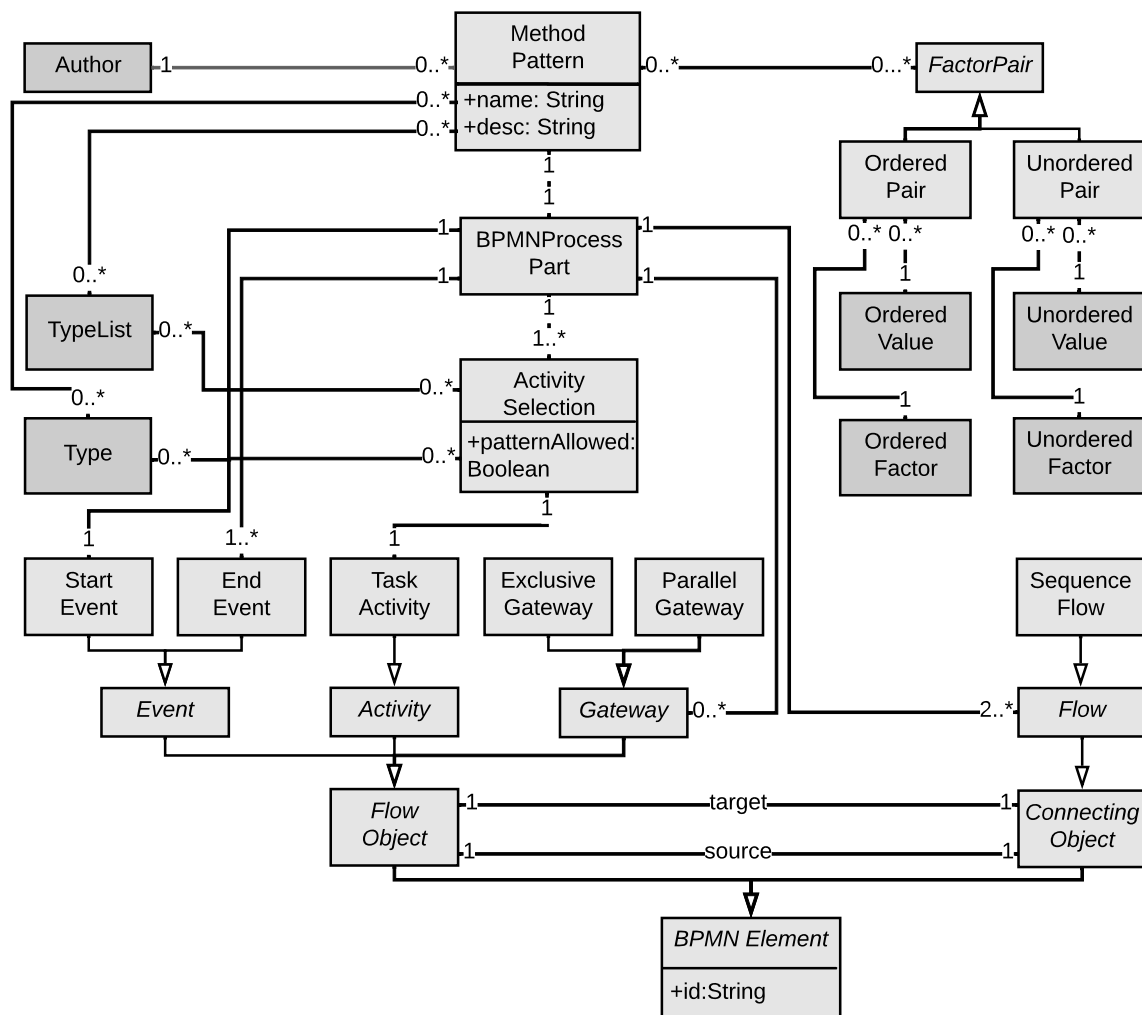 Method
Pattern
+name: String
+desc: String
Author
1
0..*
0..*
0...*
FactorPair
0..*
0..*
1
1
Ordered
Pair
Unordered
Pair
0..*
0..*
0..*
0..*
1
1
Ordered
Value
Unordered
Value
1
1
Ordered
Factor
Unordered
Factor
1
1
BPMNProcess
Part
1
1
1
1..*
0..*
TypeList
0..*
0..*
0..*
Type
0..*
0..*
Activity
Selection
+patternAllowed:
Boolean
1
1
1..*
1
Start
Event
End
Event
Task
Activity
Exclusive
Gateway
Parallel
Gateway
Sequence
Flow
Event
Activity
Gateway
0..*
2..*
Flow
Flow
Object
1
target
1
1
source
1
Connecting
Object
BPMN Element
+id:String